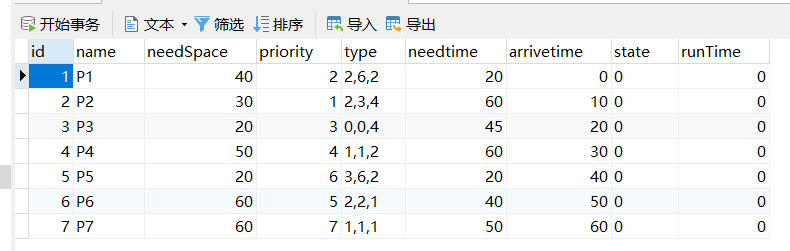 开始事务 文本 筛选 排序 导入 导出
id name needSpace priority type needtime arrivetime state runTime
1 P1 40 2 2,6,2 20 0 0 0
2 P2 30 1 2,3,4 60 10 0 0
3 P3 20 3 0,0,4 45 20 0 0
4 P4 50 4 1,1,2 60 30 0 0
5 P5 20 6 3,6,2 20 40 0 0
6 P6 60 5 2,2,1 40 50 0 0
7 P7 60 7 1,1,1 50 60 0 0